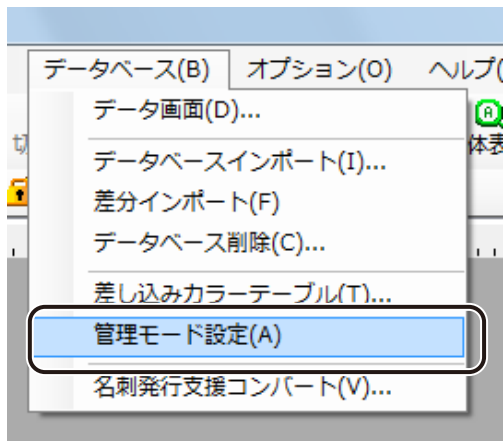 データベース(B) オプション(O) ヘルプ(
データ画面(D)...
切
体表
データベースインポート(I)...
差分インポート(F)
データベース削除(C)...
差し込みカラーテーブル(T)...
管理モード設定(A)
名刺発行支援コンバート(V)...